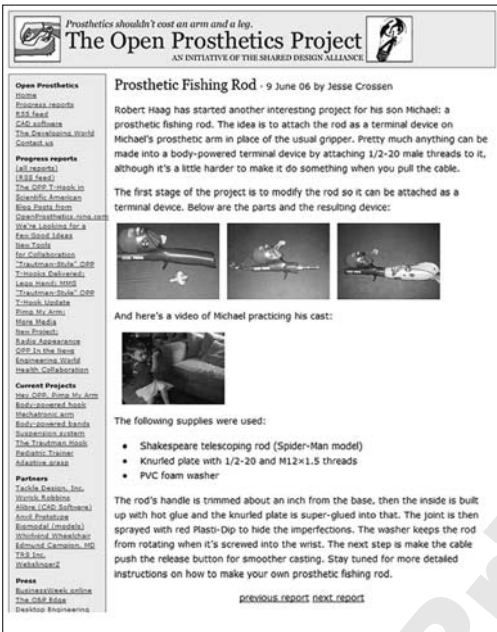 Prosthetics shouldn't cost an arm and a leg.
The Open Prosthetics Project
AN INITIATIVE OF THE SHARED DESIGN ALLIANCE
Open Prosthetics
Home
Progress reports
RSS feed
CAD software
The Developing World
Contact us
Progress reports
(all reports)
(RSS feed)
The OPP T-Hook in
Scientific American
Blog Posts from
OpenProsthetics.ning.com
We're Looking for a
Few Good Ideas
New Tools
for Collaboration
"Trautman-Style" OPP
T-Hooks Delivered;
Lego Hand; MMS
"Trautman-Style" OPP
T-Hook Update
Pimp My Arm;
More Media
New Project;
Radio Appearance
OPP In the News
Engineering World
Health Collaboration
Current Projects
Hey OPP, Pimp My Arm
Body-powered hook
Mechatronic arm
Body-powered bands
Suspension system
The Trautman Hook
Pediatric Trainer
Adaptive grasp
Partners
Tackle Design, Inc.
Wyrick Robbins
Alibre (CAD Software)
Anvil Prototype
Biomodal (models)
Whirlwind Wheelchair
Edmund Campion, MD
TRS Inc.
WebslingerZ
Press
BusinessWeek online
The O&P Edge
Desktop Engineering
Prosthetic Fishing Rod - 9 June 06 by Jesse Crossen
Robert Haag has started another interesting project for his son Michael: a
prosthetic fishing rod. The idea is to attach the rod as a terminal device on
Michael's prosthetic arm in place of the usual gripper. Pretty much anything can be
made into a body-powered terminal device by attaching 1/2-20 male threads to it,
although it's a little harder to make it do something when you pull the cable.
The first stage of the project is to modify the rod so it can be attached as a
terminal device. Below are the parts and the resulting device:
And here's a video of Michael practicing his cast:
The following supplies were used:
• Shakespeare telescoping rod (Spider-Man model)
• Knurled plate with 1/2-20 and M12×1.5 threads
• PVC foam washer
The rod's handle is trimmed about an inch from the base, then the inside is built
up with hot glue and the knurled plate is super-glued into that. The joint is then
sprayed with red Plasti-Dip to hide the imperfections. The washer keeps the rod
from rotating when it's screwed into the wrist. The next step is make the cable
push the release button for smoother casting. Stay tuned for more detailed
instructions on how to make your own prosthetic fishing rod.
previous report next report